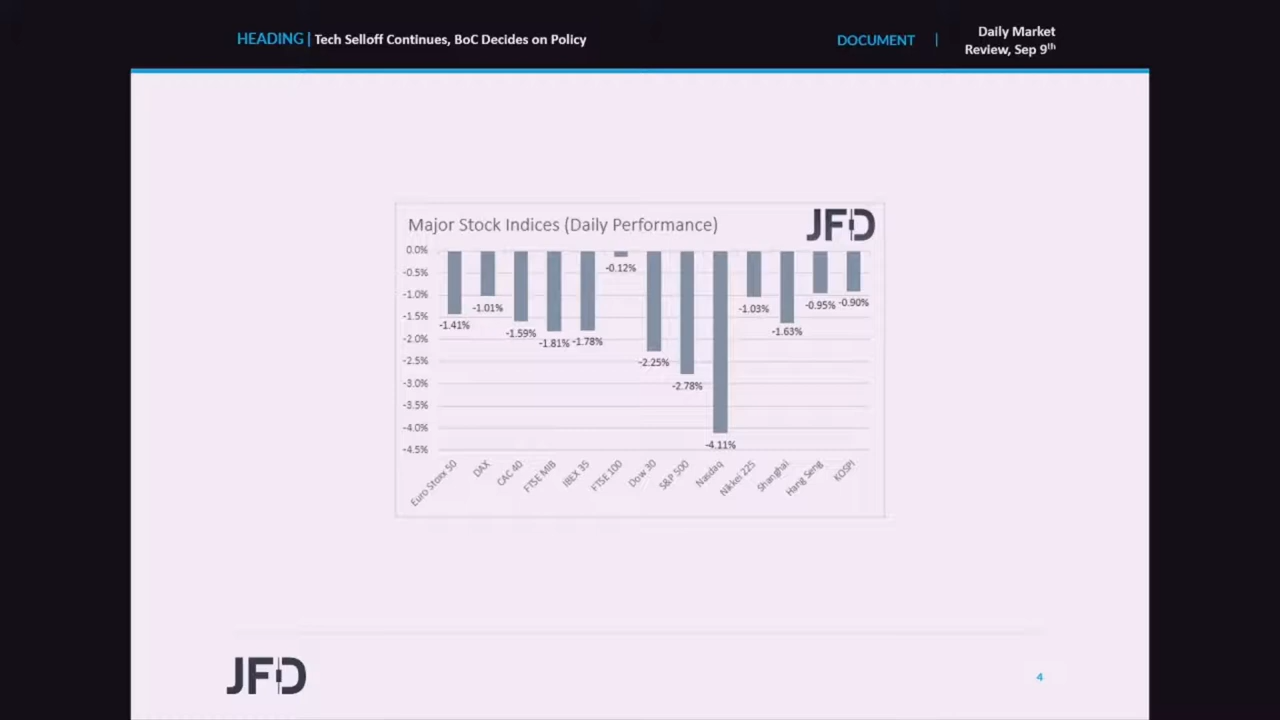 HEADING | Tech Selloff Continues, BoC Decides on Policy
DOCUMENT |
Daily Market
Review, Sep 9th
Major Stock Indices (Daily Performance)
JFD
0.0%
-0.5%
-1.0%
-1.5%
-2.0%
-2.5%
-3.0%
-3.5%
-4.0%
-4.5%
-1.41%
-1.01%
-1.59%
-1.81%
-1.78%
-0.12%
-2.25%
-2.78%
-4.11%
-1.03%
-1.63%
-0.95%
-0.90%
Euro Stoxx 50
DAX
CAC 40
FTSE MIB
IBEX 35
FTSE 100
Dow 30
S&P 500
Nasdaq
Nikkei 225
Shanghai
Hang Seng
KOSPI
JFD
4